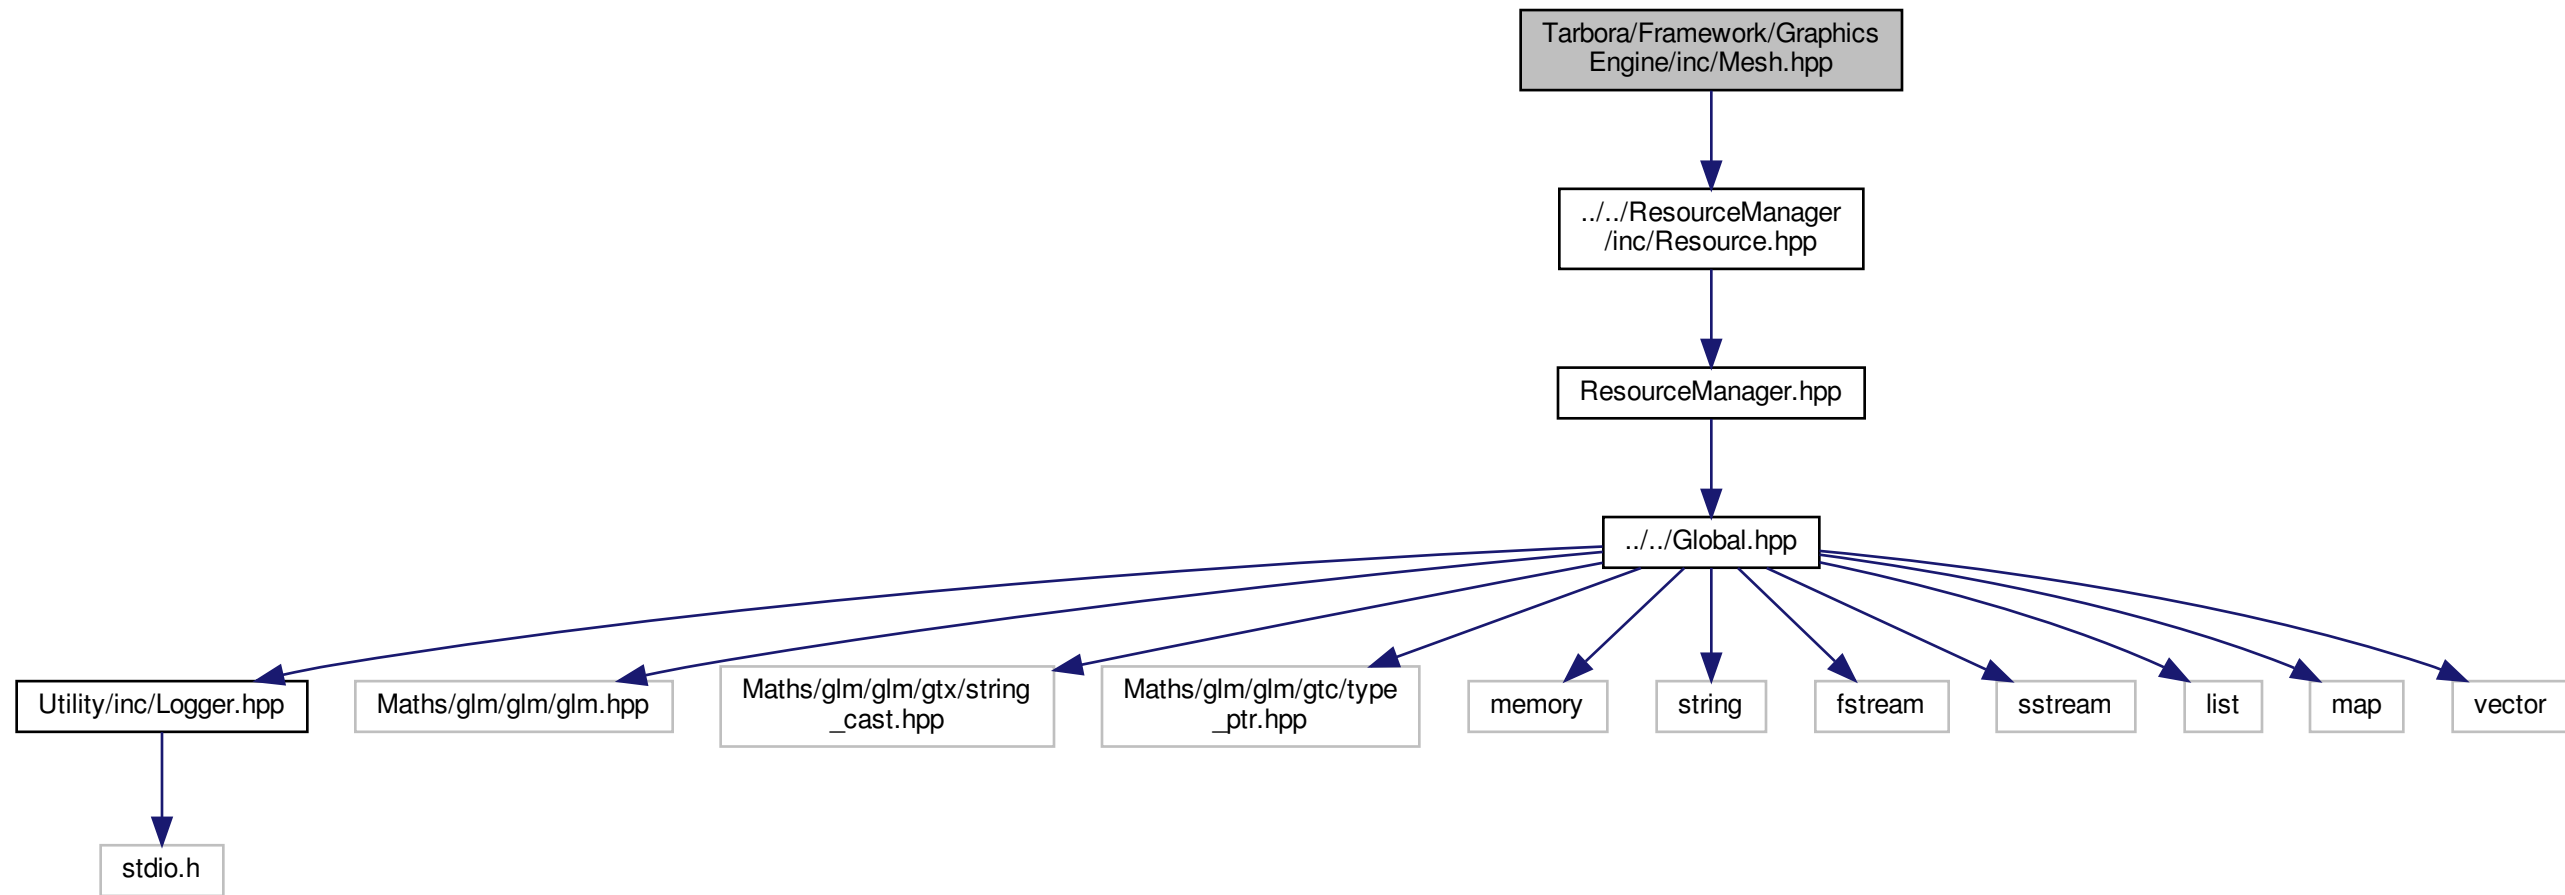 Tarbora/Framework/Graphics
Engine/inc/Mesh.hpp
../../ResourceManager
/inc/Resource.hpp
ResourceManager.hpp
../../Global.hpp
Utility/inc/Logger.hpp
Maths/glm/glm/glm.hpp
Maths/glm/glm/gtx/string
_cast.hpp
Maths/glm/glm/gtc/type
_ptr.hpp
memory
string
fstream
sstream
list
map
vector
stdio.h